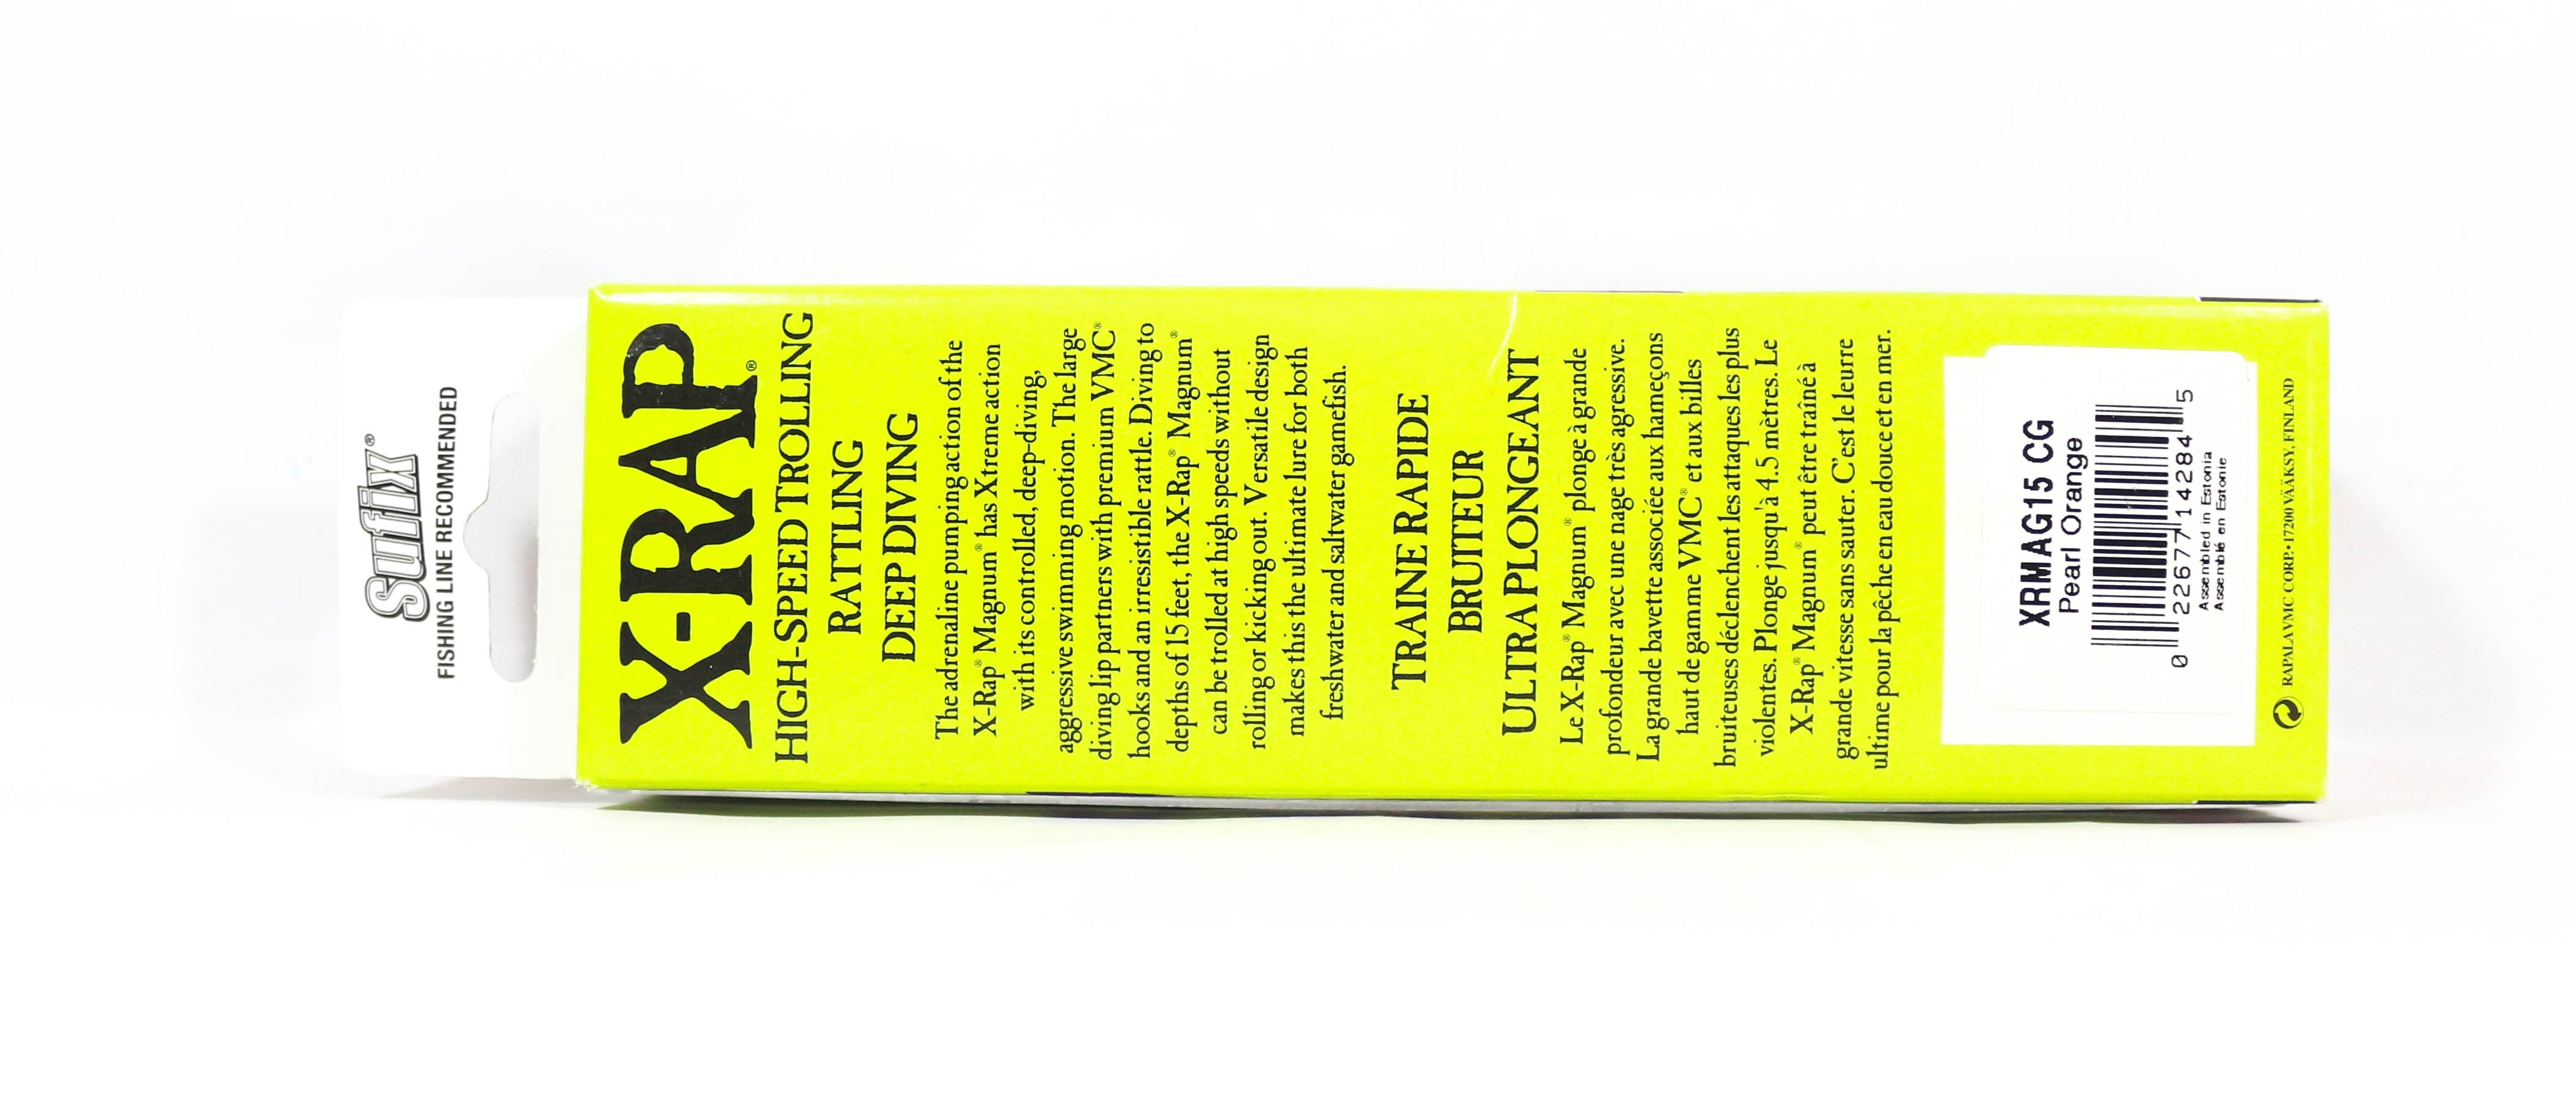 Sufix®
FISHING LINE RECOMMENDED
X-RAP®
HIGH-SPEED TROLLING
RATTLING
DEEP DIVING
The adrenaline pumping action of the
X-Rap® Magnum® has Xtreme action
with its controlled, deep-diving,
aggressive swimming motion. The large
diving lip partners with premium VMC®
hooks and an irresistible rattle. Diving to
depths of 15 feet, the X-Rap® Magnum®
can be trolled at high speeds without
rolling or kicking out. Versatile design
makes this the ultimate lure for both
freshwater and saltwater gamefish.
TRAINE RAPIDE
BRUITEUR
ULTRA PLONGEANT
Le X-Rap® Magnum® plonge à grande
profondeur avec une nage très agressive.
La grande bavette associée aux hameçons
haut de gamme VMC® et aux billes
bruiteuses déclenchent les attaques les plus
violentes. Plonge jusqu'à 4.5 mètres. Le
X-Rap® Magnum® peut être traîné à
grande vitesse sans sauter. C'est le leurre
ultime pour la pêche en eau douce et en mer.
XRMAG15 CG
Pearl Orange
0 22677 14284 5
Assembled in Estonia
Assemblé en Estonie
RAPALA VMC CORP. • 17200 VÄÄKSY, FINLAND